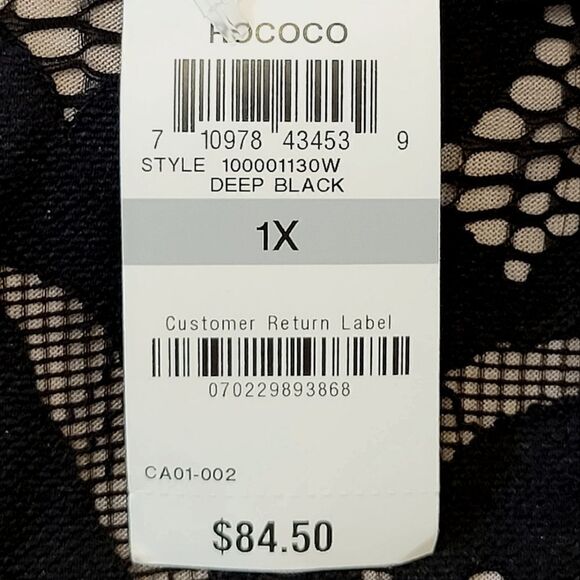 ROCOCO
7 10978 43453 9
STYLE 100001130W
DEEP BLACK
1X
Customer Return Label
070229893868
CA01-002
$84.50